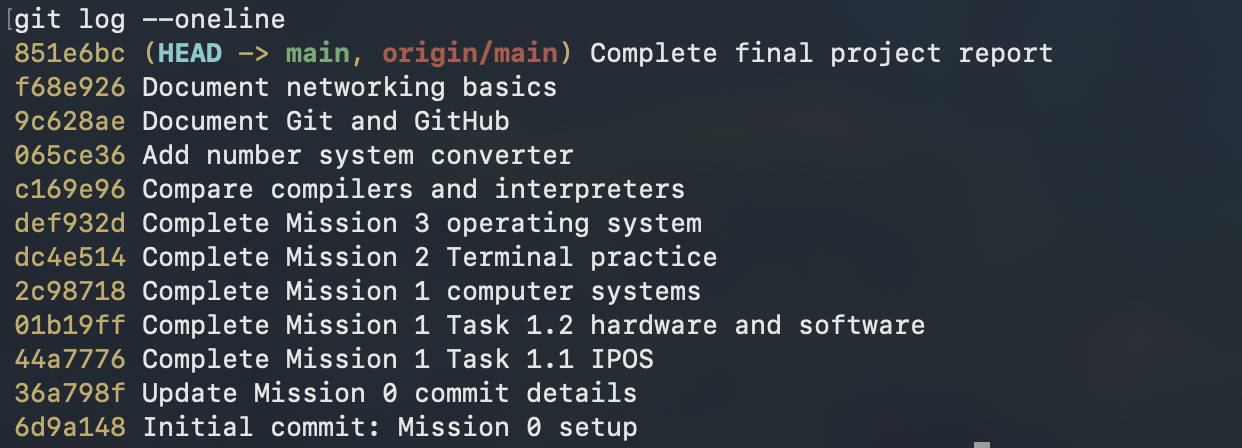 [git log --oneline
851e6bc (HEAD -> main, origin/main) Complete final project report
f68e926 Document networking basics
9c628ae Document Git and GitHub
065ce36 Add number system converter
c169e96 Compare compilers and interpreters
def932d Complete Mission 3 operating system
dc4e514 Complete Mission 2 Terminal practice
2c98718 Complete Mission 1 computer systems
01b19ff Complete Mission 1 Task 1.2 hardware and software
44a7776 Complete Mission 1 Task 1.1 IPOS
36a798f Update Mission 0 commit details
6d9a148 Initial commit: Mission 0 setup